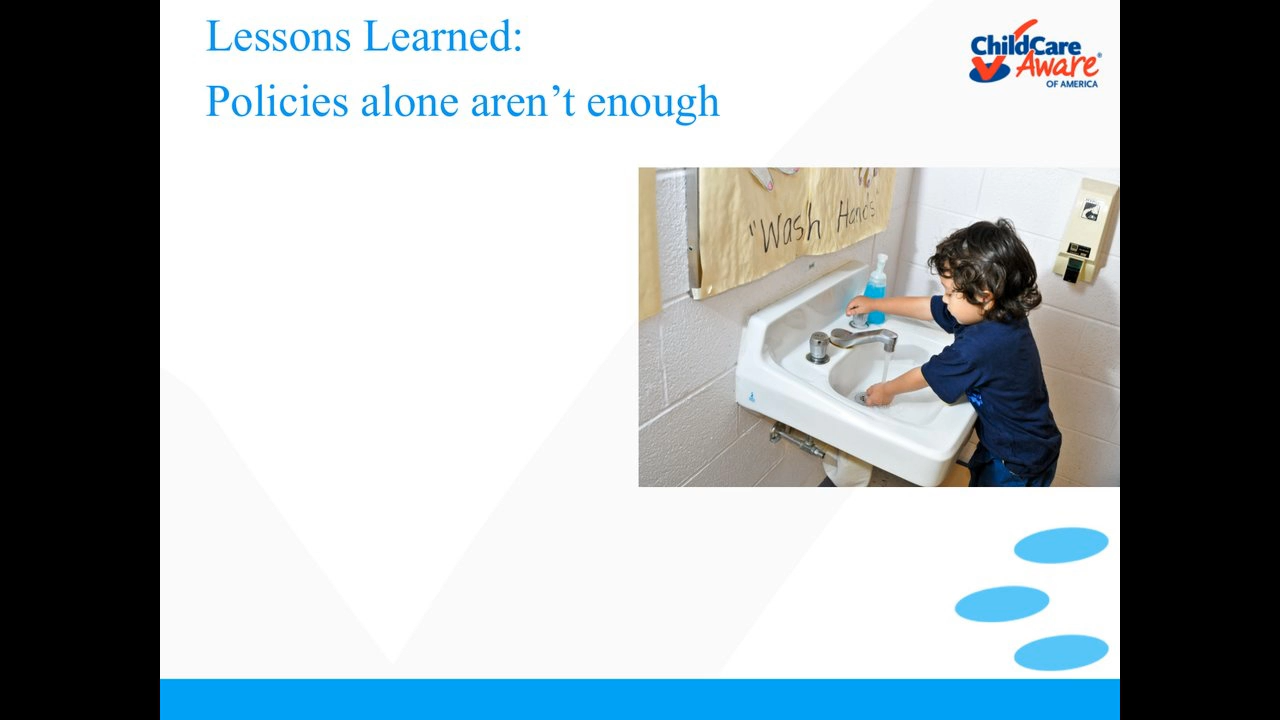 Lessons Learned:
Policies alone aren’t enough
ChildCare
Aware®
OF AMERICA
"Wash Hands"